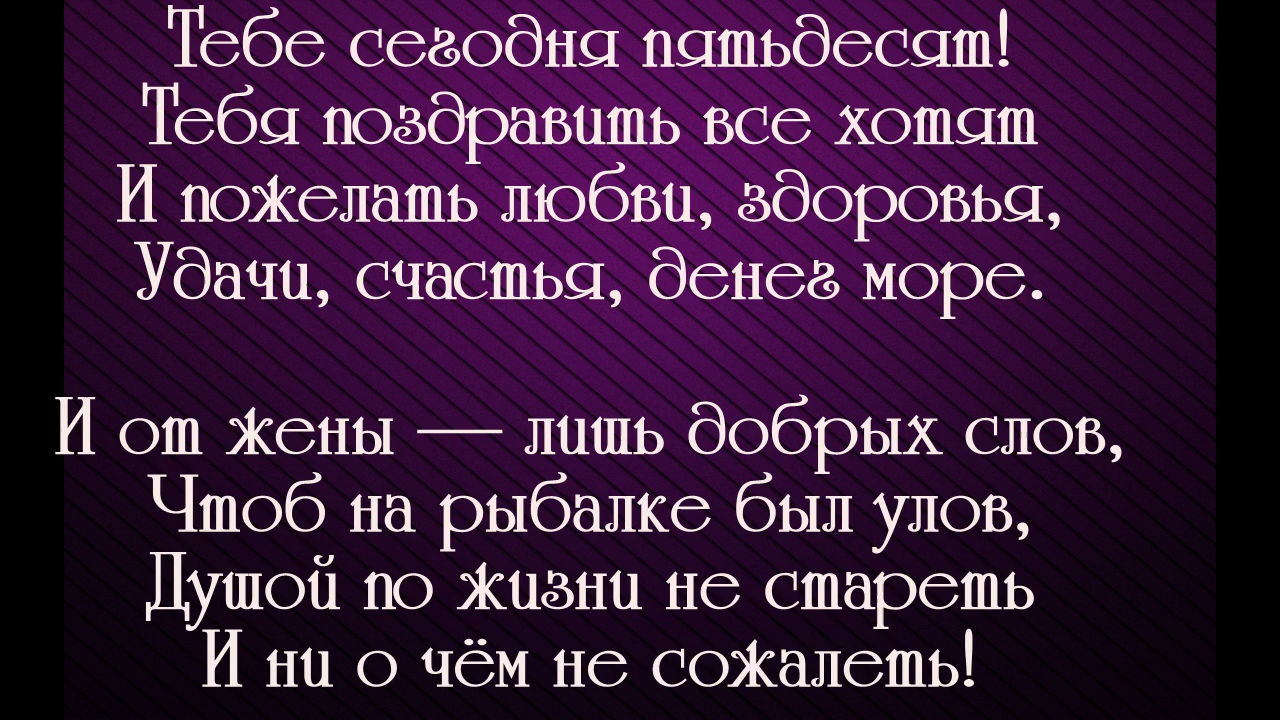 Тебе сегодня пятьдесят!
Тебя поздравить все хотят
И пожелать любви, здоровья,
Удачи, счастья, денег море.
И от жены — лишь добрых слов,
Чтоб на рыбалке был улов,
Душой по жизни не стареть
И ни о чём не сожалеть!